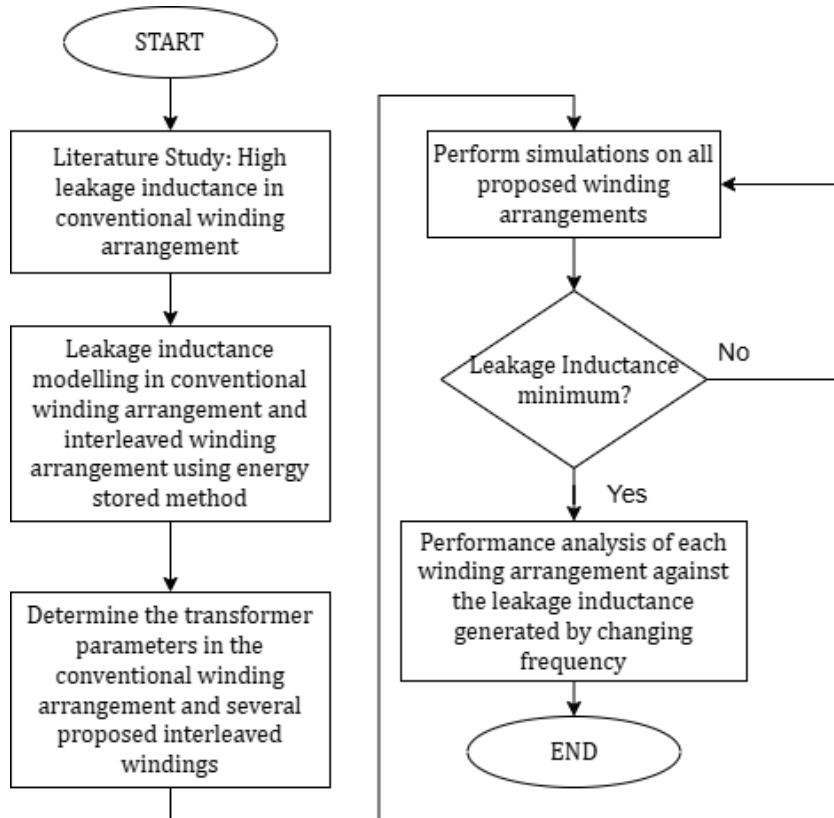 START
Literature Study: High
leakage inductance in
conventional winding
arrangement
Leakage inductance
modelling in conventional
winding arrangement and
interleaved winding
arrangement using energy
stored method
Determine the transformer
parameters in the
conventional winding
arrangement and several
proposed interleaved
windings
Perform simulations on all
proposed winding
arrangements
Leakage Inductance
minimum?
No
Yes
Performance analysis of each
winding arrangement against
the leakage inductance
generated by changing
frequency
END